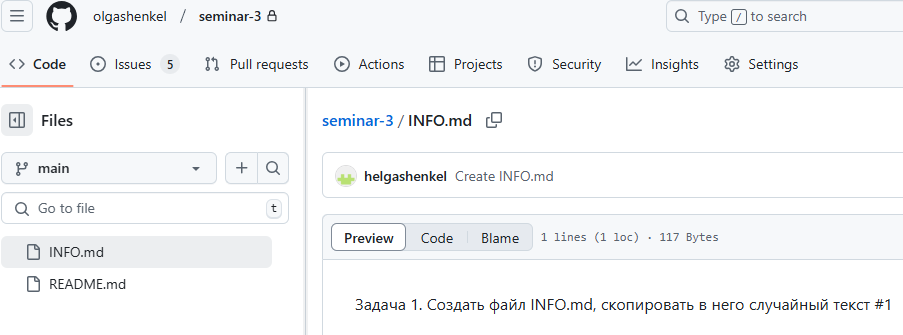 olgashenkel / seminar-3
Type / to search
Code Issues 5 Pull requests Actions Projects Security Insights Settings
Files
main
Go to file t
INFO.md
README.md
seminar-3 / INFO.md
helgashenkel Create INFO.md
Preview Code Blame 1 lines (1 loc) · 117 Bytes
Задача 1. Создать файл INFO.md, скопировать в него случайный текст #1